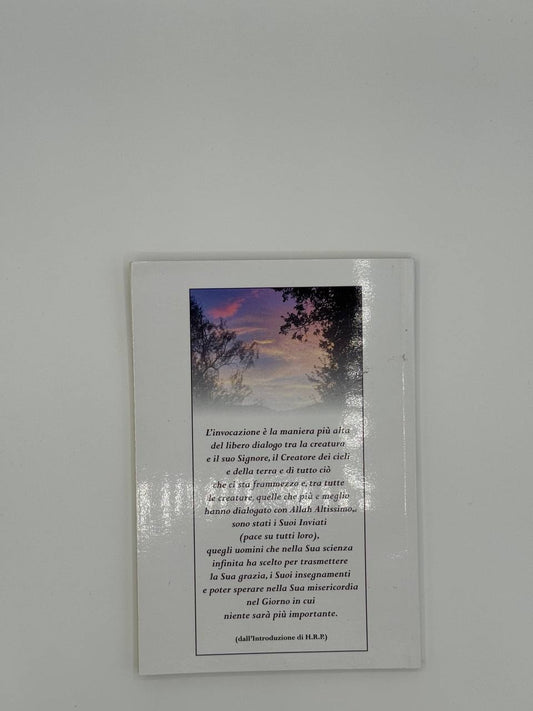 L'invocazione è la maniera più alta
del libero dialogo tra la creatura
e il suo Signore, il Creatore dei cieli
e della terra e di tutto ciò
che ci sta frammezzo e, tra tutte
le creature, quelle che più e meglio
hanno dialogato con Allah Altissimo,
sono stati i Suoi Inviati
(pace su tutti loro),
quegli uomini che nella Sua scienza
infinita ha scelto per trasmettere
la Sua grazia, i Suoi insegnamenti
e poter sperare nella Sua misericordia
nel Giorno in cui
niente sarà più importante.
(dall'Introduzione di H.R.P.)